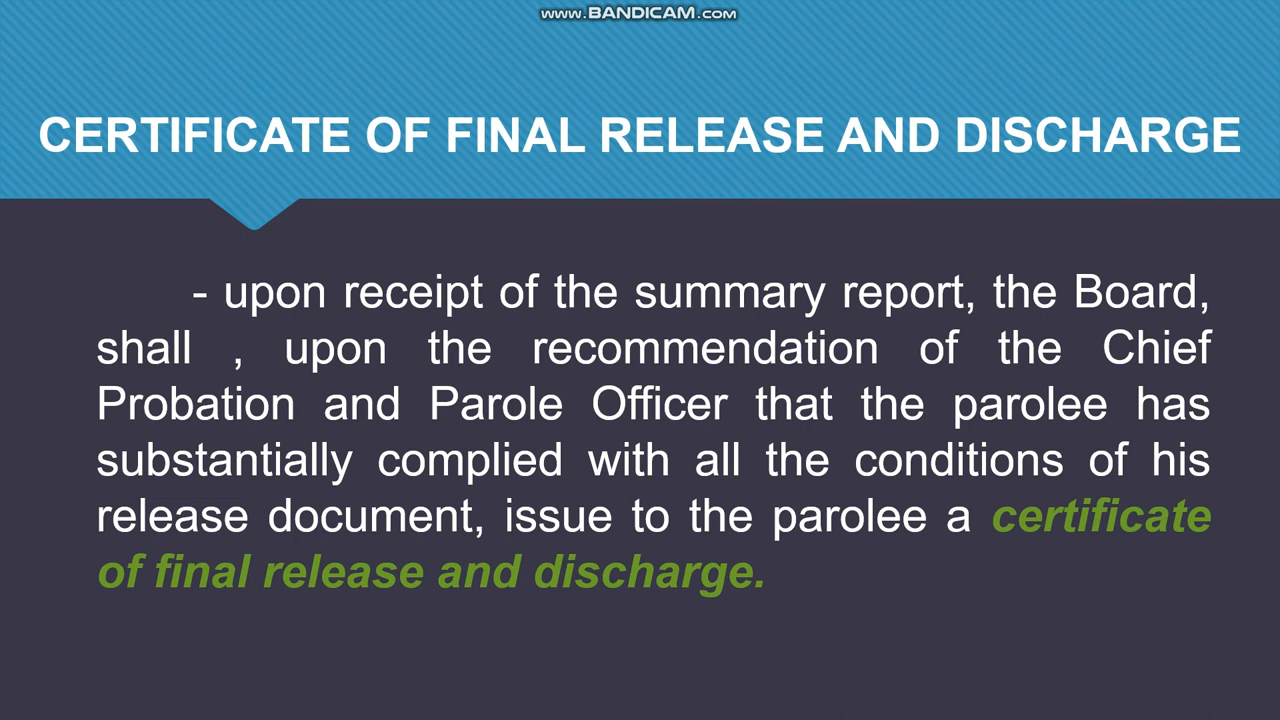 www.BANDICAM.com
CERTIFICATE OF FINAL RELEASE AND DISCHARGE
- upon receipt of the summary report, the Board,
shall , upon the recommendation of the Chief
Probation and Parole Officer that the parolee has
substantially complied with all the conditions of his
release document, issue to the parolee a certificate
of final release and discharge.